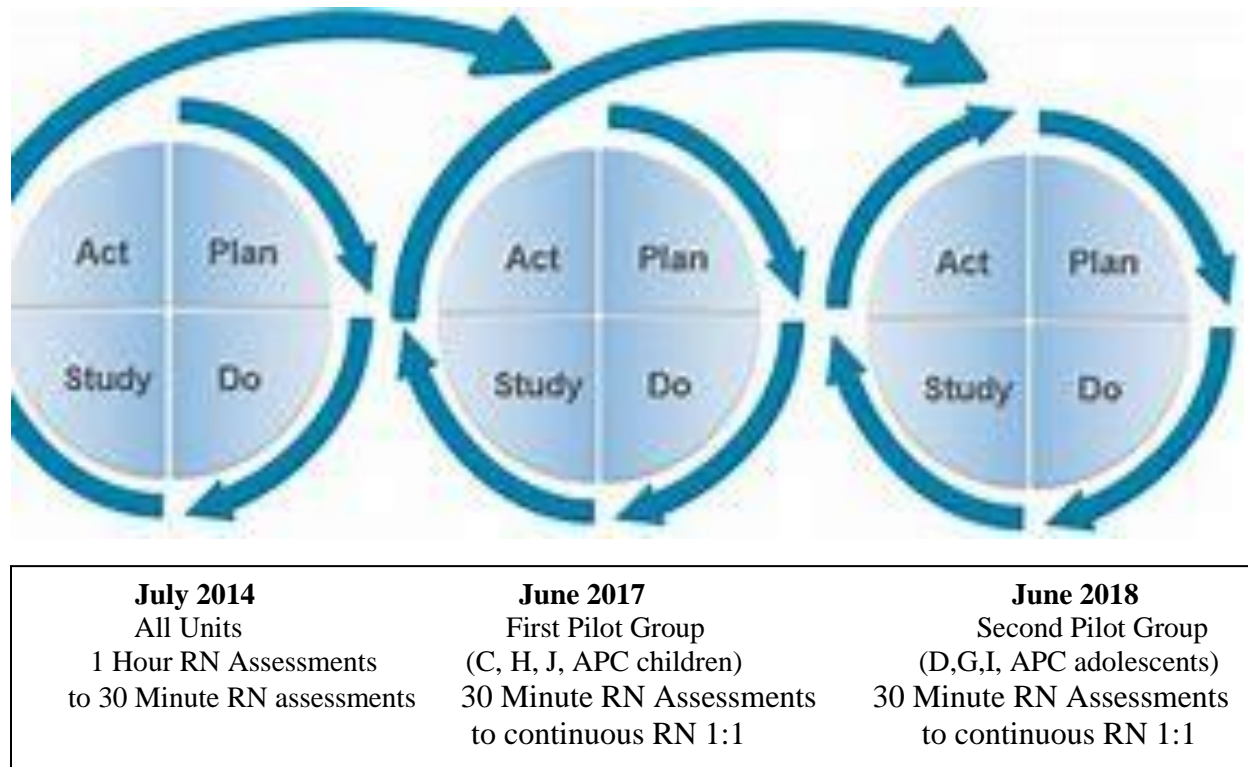 Act Plan
Study Do
Act Plan
Study Do
Act Plan
Study Do
July 2014
All Units
1 Hour RN Assessments
to 30 Minute RN assessments
June 2017
First Pilot Group
(C, H, J, APC children)
30 Minute RN Assessments
to continuous RN 1:1
June 2018
Second Pilot Group
(D,G,I, APC adolescents)
30 Minute RN Assessments
to continuous RN 1:1